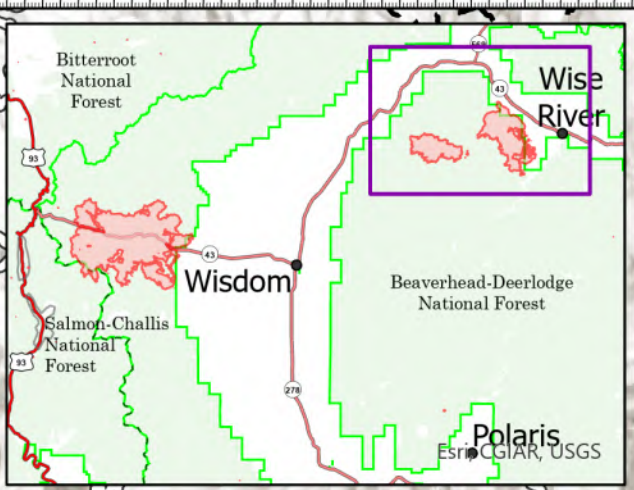 Bitterroot
National
Forest
569
43
Wise
River
93
43
Wisdom
Beaverhead-Deerlodge
National Forest
Salmon-Challis
National
Forest
93
278
Polaris
Esri, CGIAR, USGS